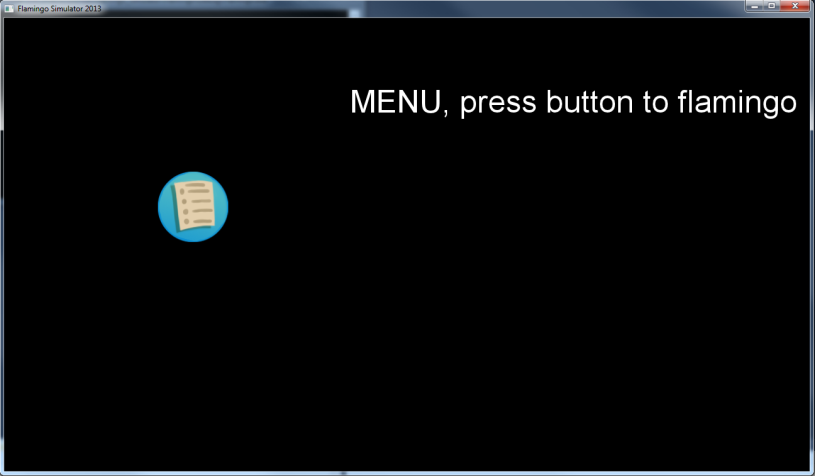 Flamingo Simulator 2013
MENU, press button to flamingo